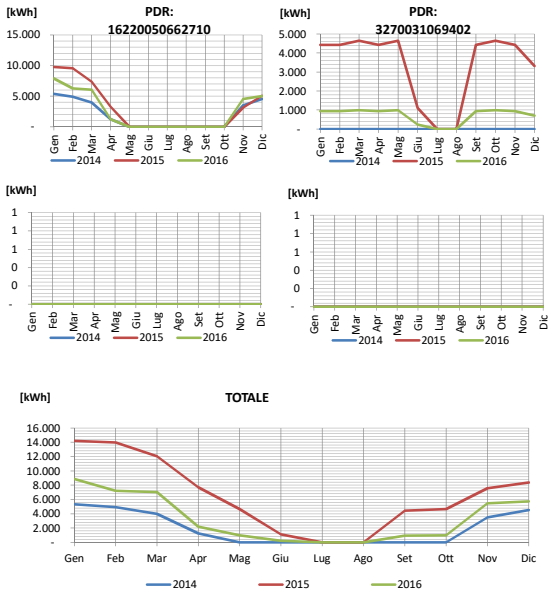 [kWh]
PDR:
16220050662710
15.000
10.000
5.000
-
Gen Feb Mar Apr Mag Giu Lug Ago Set Ott Nov Dic
2014 2015 2016
[kWh]
PDR:
3270031069402
5.000
4.000
3.000
2.000
1.000
-
Gen Feb Mar Apr Mag Giu Lug Ago Set Ott Nov Dic
2014 2015 2016
[kWh]
1
1
1
0
0
-
Gen Feb Mar Apr Mag Giu Lug Ago Set Ott Nov Dic
2014 2015 2016
[kWh]
1
1
1
0
0
-
Gen Feb Mar Apr Mag Giu Lug Ago Set Ott Nov Dic
2014 2015 2016
[kWh]
TOTALE
16.000
14.000
12.000
10.000
8.000
6.000
4.000
2.000
-
Gen Feb Mar Apr Mag Giu Lug Ago Set Ott Nov Dic
2014 2015 2016